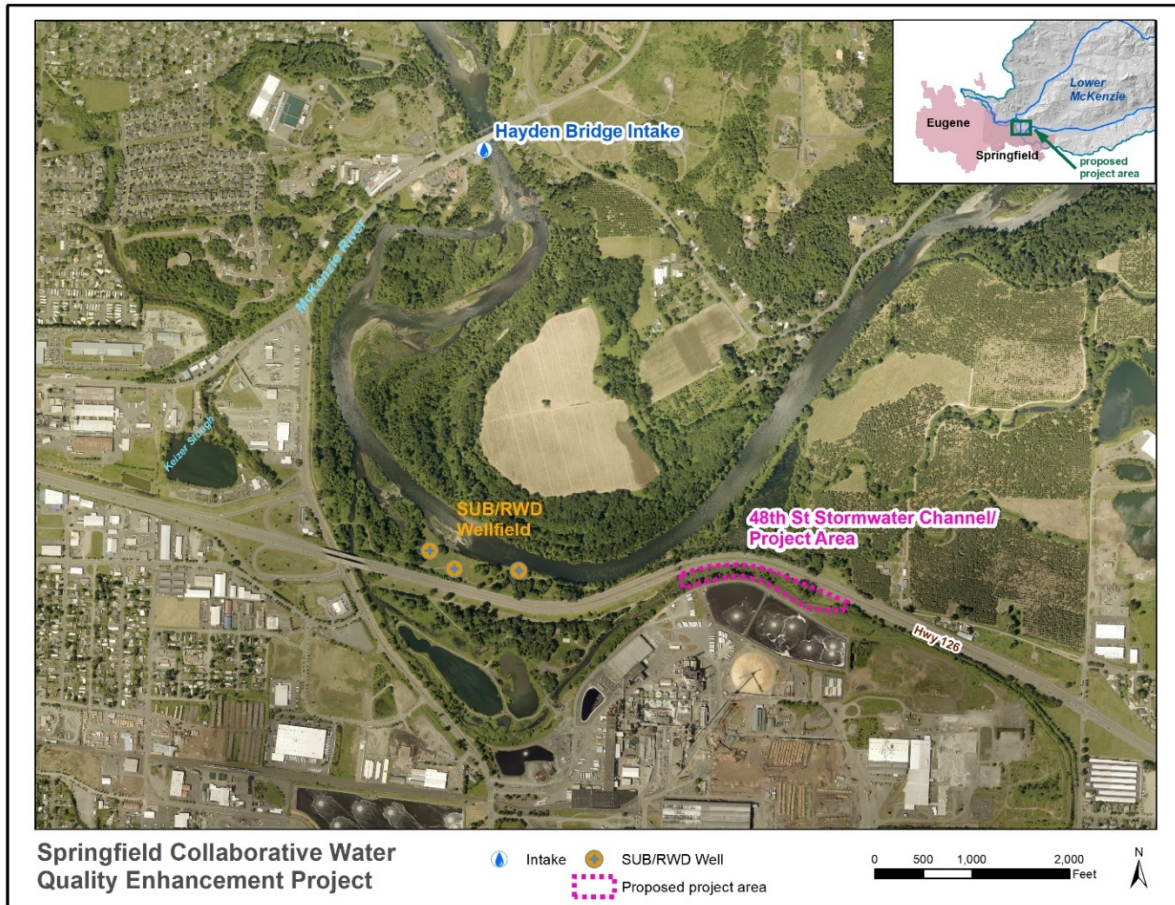 Hayden Bridge Intake
Lower
McKenzie
Eugene
Springfield
proposed
project area
McKenzie River
Keizer Slough
SUB/RWD
Wellfield
48th St Stormwater Channel/
Project Area
Hwy 126
Springfield Collaborative Water
Quality Enhancement Project
Intake
SUB/RWD Well
Proposed project area
0 500 1,000 2,000
Feet
N